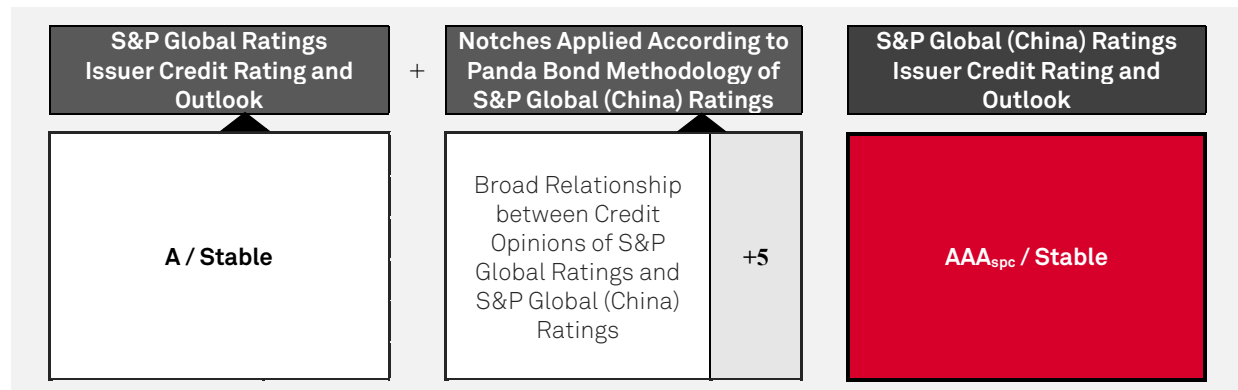 S&P Global Ratings
Issuer Credit Rating and
Outlook
+
Notches Applied According to
Panda Bond Methodology of
S&P Global (China) Ratings
S&P Global (China) Ratings
Issuer Credit Rating and
Outlook
A / Stable
Broad Relationship
between Credit
Opinions of S&P
Global Ratings and
S&P Global (China)
Ratings
+5
AAAspc / Stable